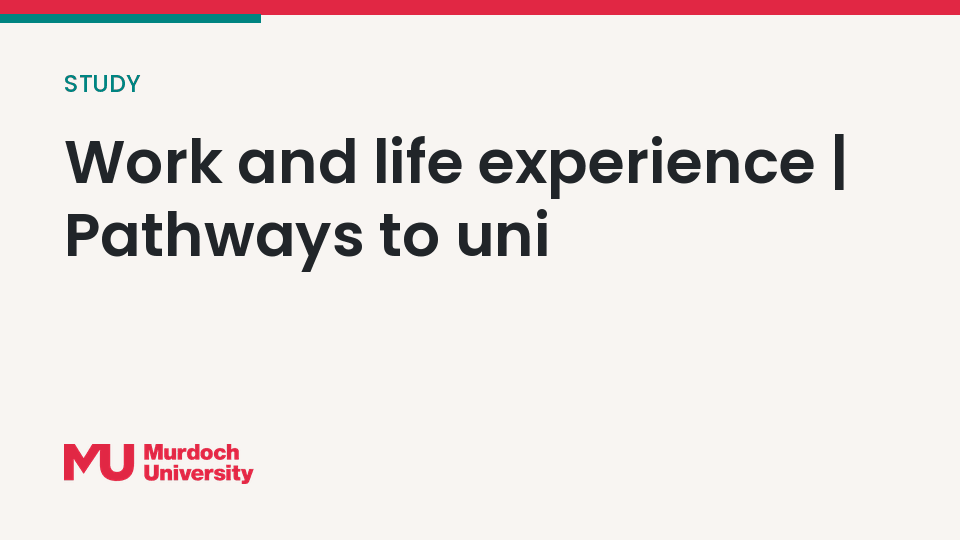 STUDY
Work and life experience |
Pathways to uni
MU Murdoch
University